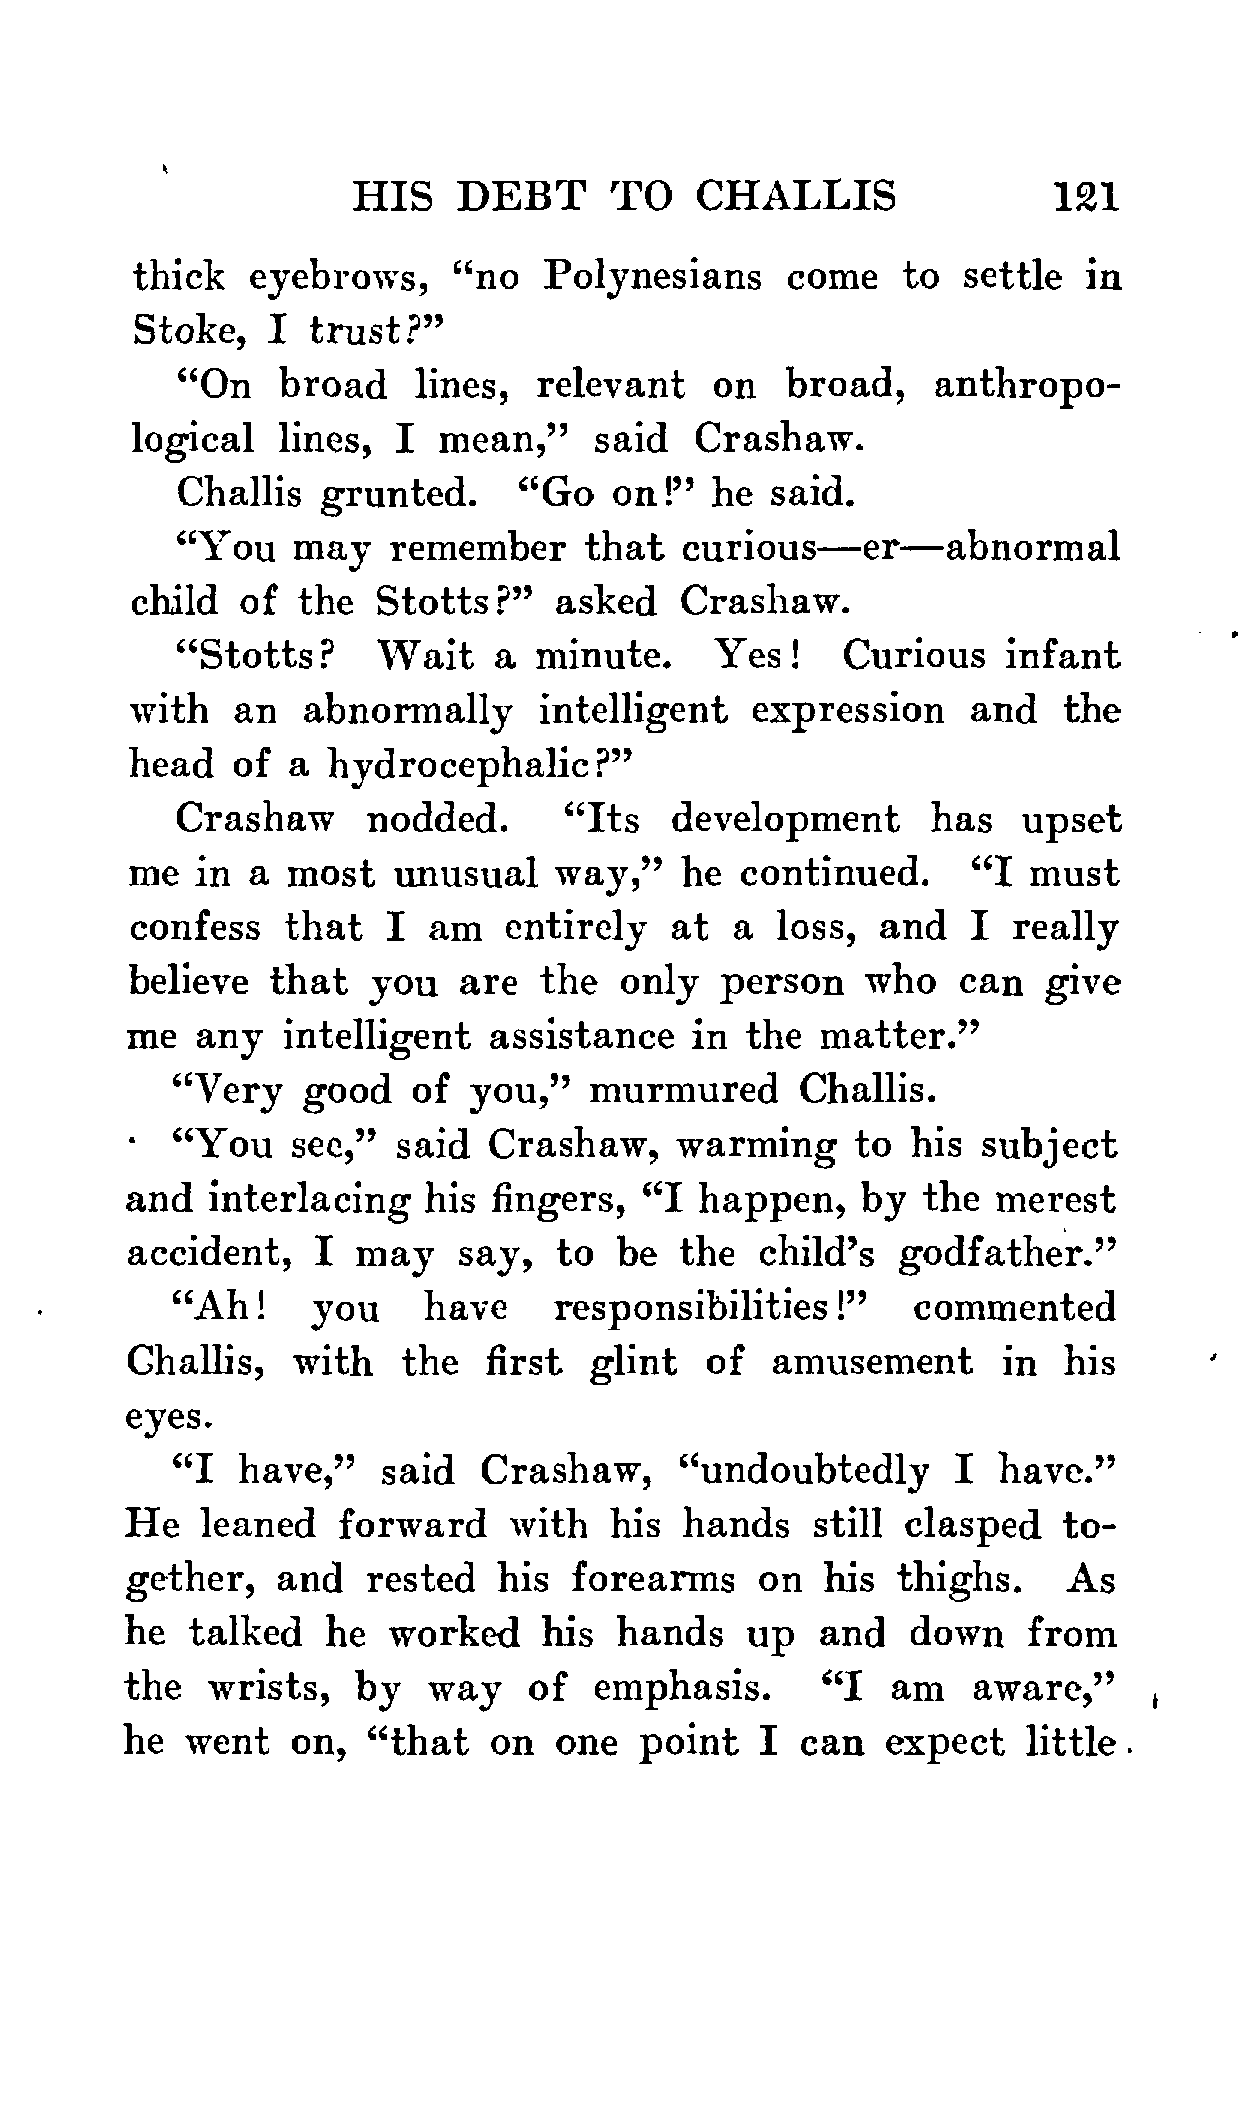 HIS DEBT TO CHALLIS 121
thick eyebrows, “no Polynesians come to settle in
Stoke, I trust?”
“On broad lines, relevant on broad, anthropo-
logical lines, I mean,” said Crashaw.
Challis grunted. “Go on!” he said.
“You may remember that curious—er—abnormal
child of the Stotts?” asked Crashaw.
“Stotts? Wait a minute. Yes! Curious infant
with an abnormally intelligent expression and the
head of a hydrocephalic?”
Crashaw nodded. “Its development has upset
me in a most unusual way,” he continued. “I must
confess that I am entirely at a loss, and I really
believe that you are the only person who can give
me any intelligent assistance in the matter.”
“Very good of you,” murmured Challis.
“You see,” said Crashaw, warming to his subject
and interlacing his fingers, “I happen, by the merest
accident, I may say, to be the child’s godfather.”
“Ah! you have responsibilities!” commented
Challis, with the first glint of amusement in his
eyes.
“I have,” said Crashaw, “undoubtedly I have.”
He leaned forward with his hands still clasped to-
gether, and rested his forearms on his thighs. As
he talked he worked his hands up and down from
the wrists, by way of emphasis. “I am aware,”
he went on, “that on one point I can expect little